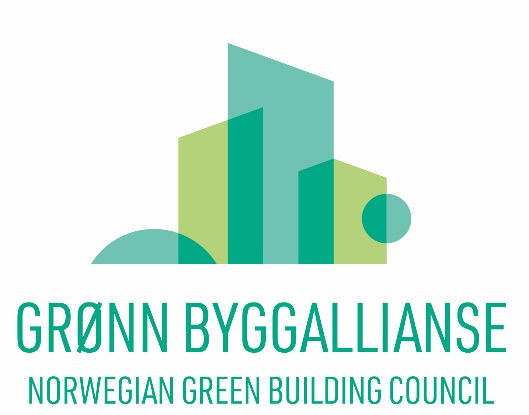 GRØNN BYGGALLIANSE
NORWEGIAN GREEN BUILDING COUNCIL